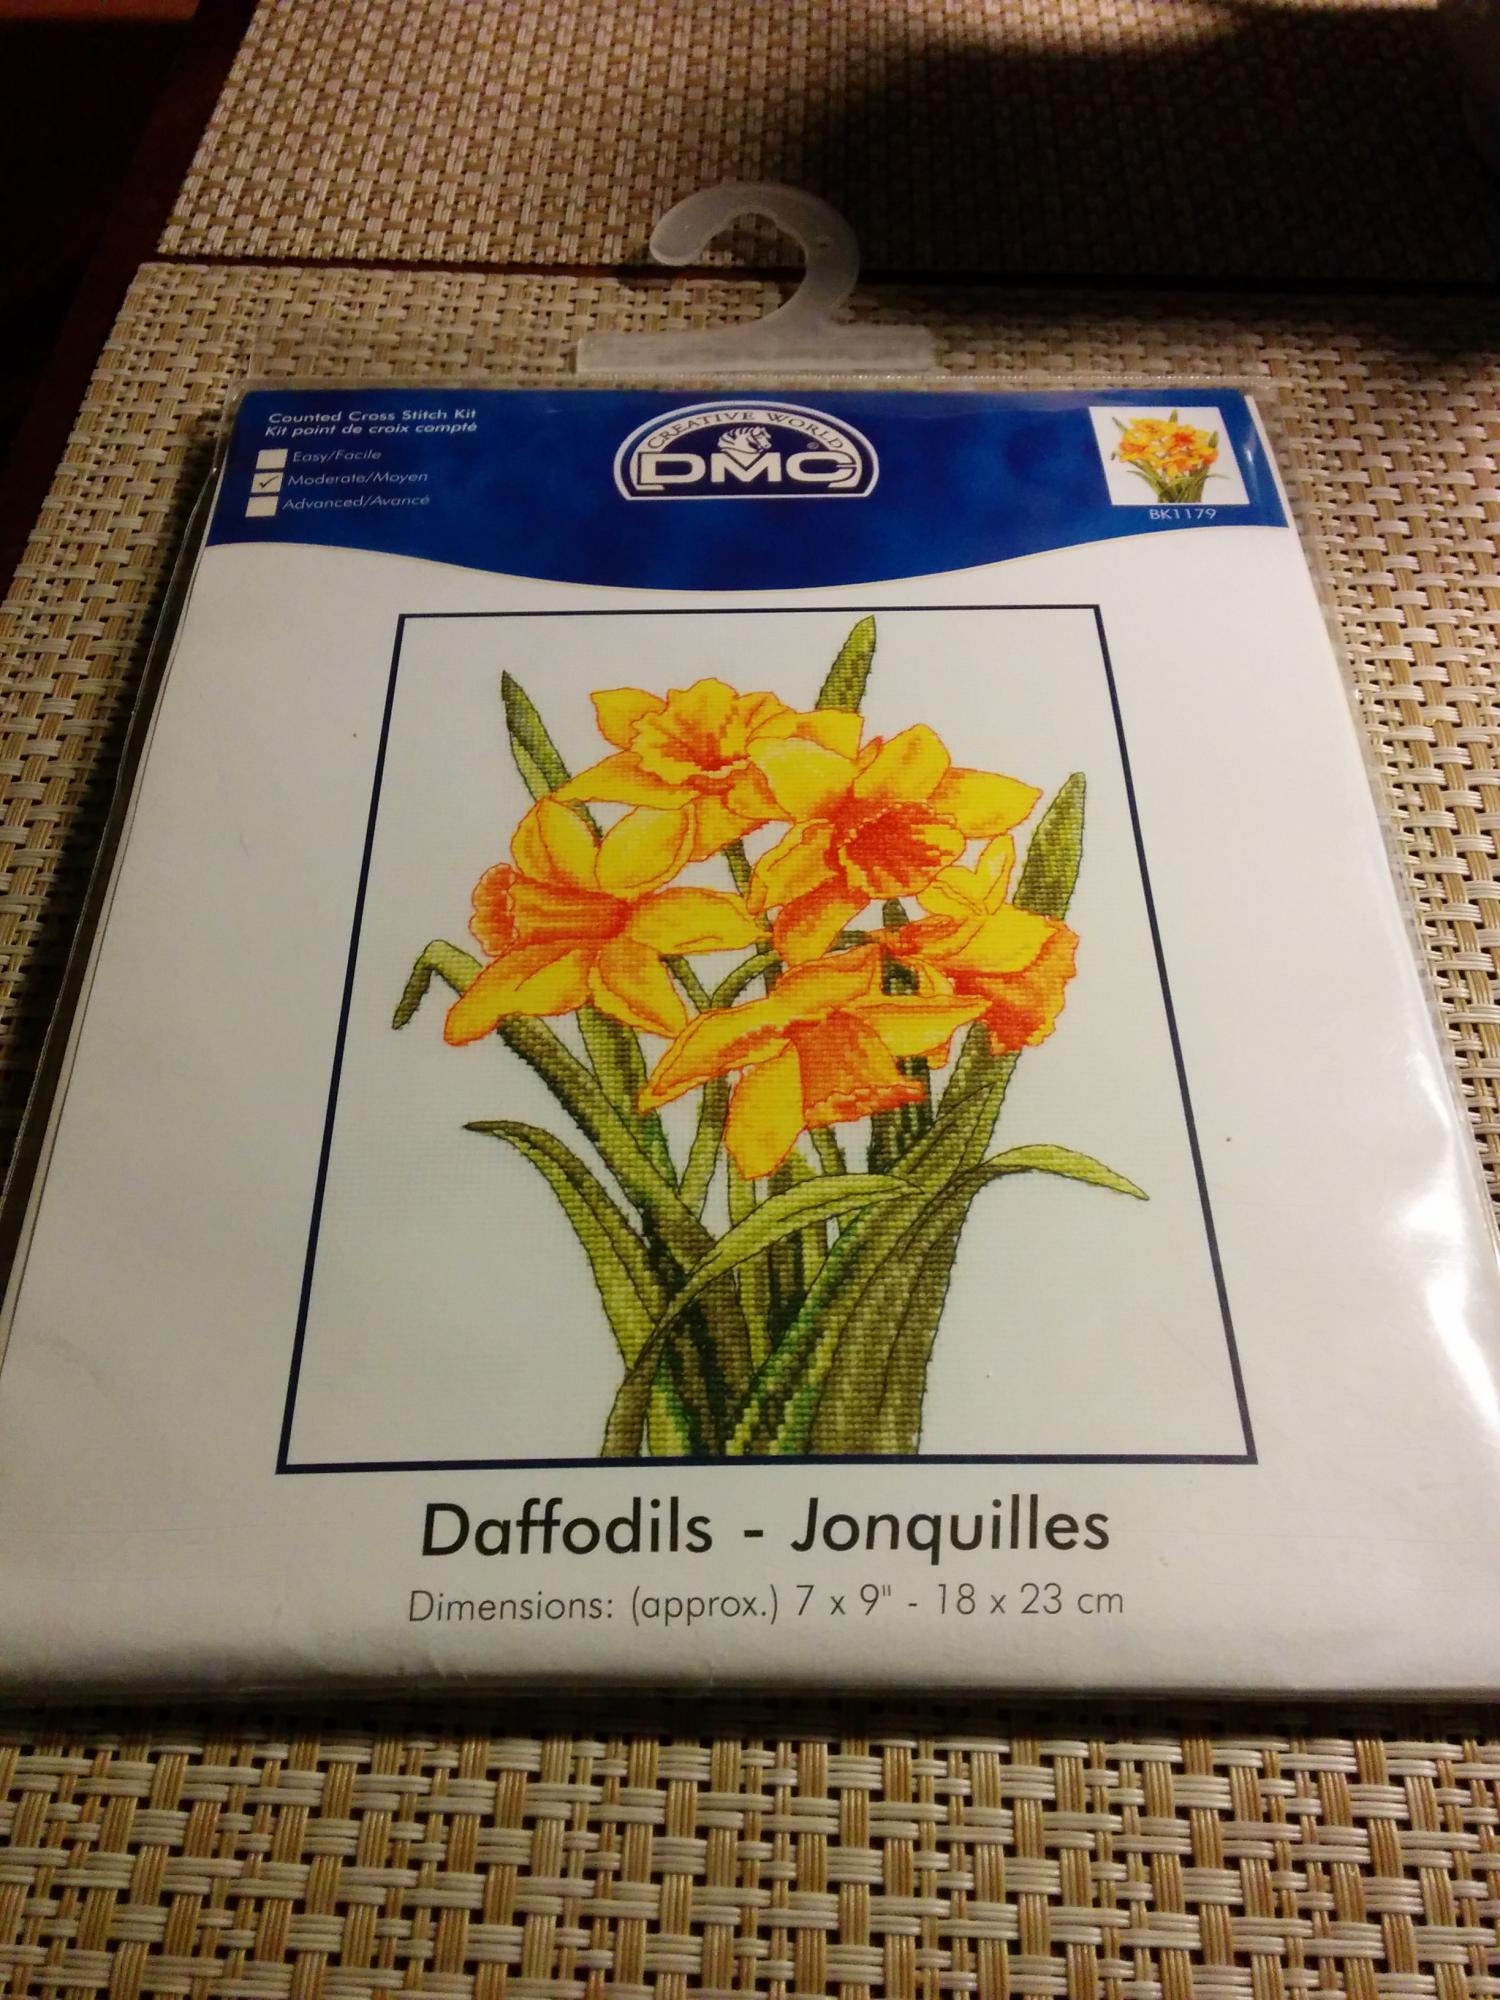 Counted Cross Stitch Kit
Kit point de croix compté
Easy/Facile
Moderate/Moyen
Advanced/Avancé
CREATIVE WORLD
DMC
®
BK1179
Daffodils - Jonquilles
Dimensions: (approx.) 7 x 9" - 18 x 23 cm